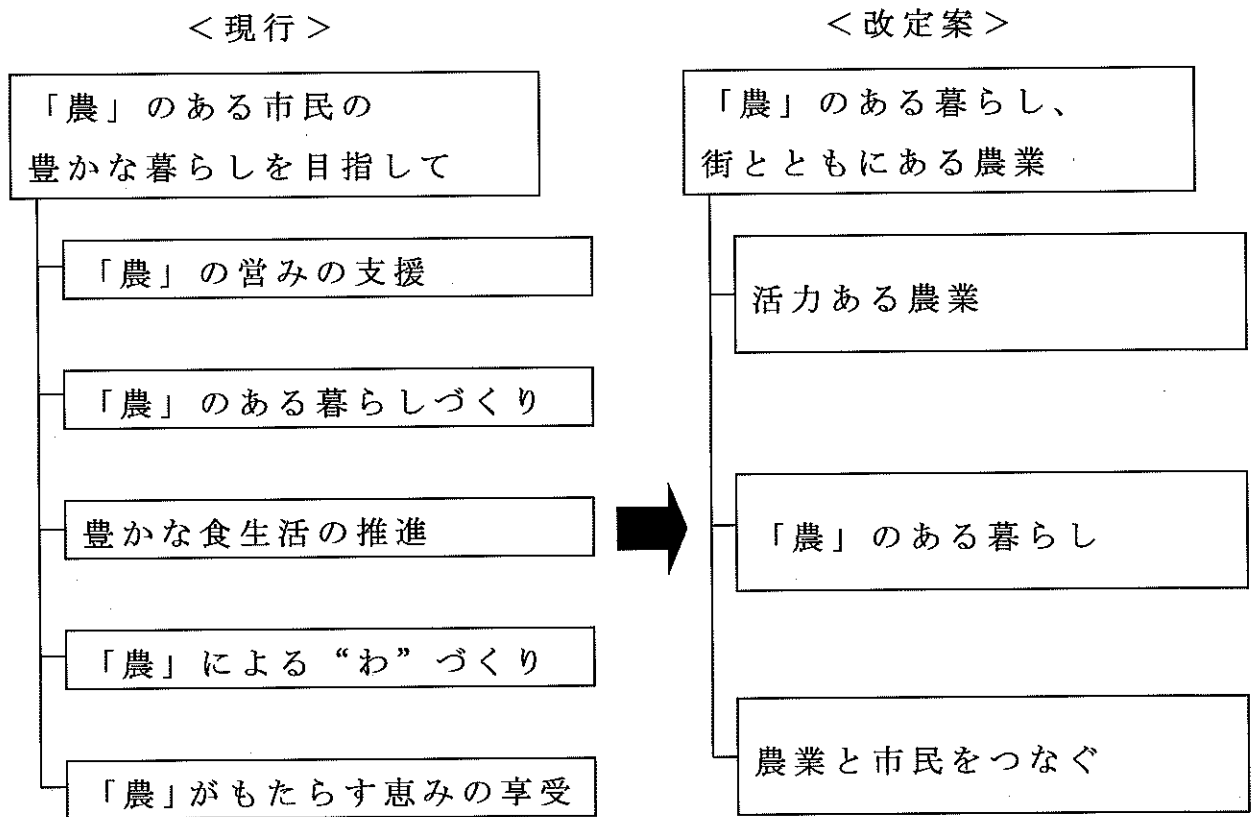 ＜現行＞
「農」のある市民の
豊かな暮らしを目指して
「農」の営みの支援
「農」のある暮らしづくり
豊かな食生活の推進
「農」による“わ”づくり
「農」がもたらす恵みの享受
＜改定案＞
「農」のある暮らし、
街とともにある農業
活力ある農業
「農」のある暮らし
農業と市民をつなぐ